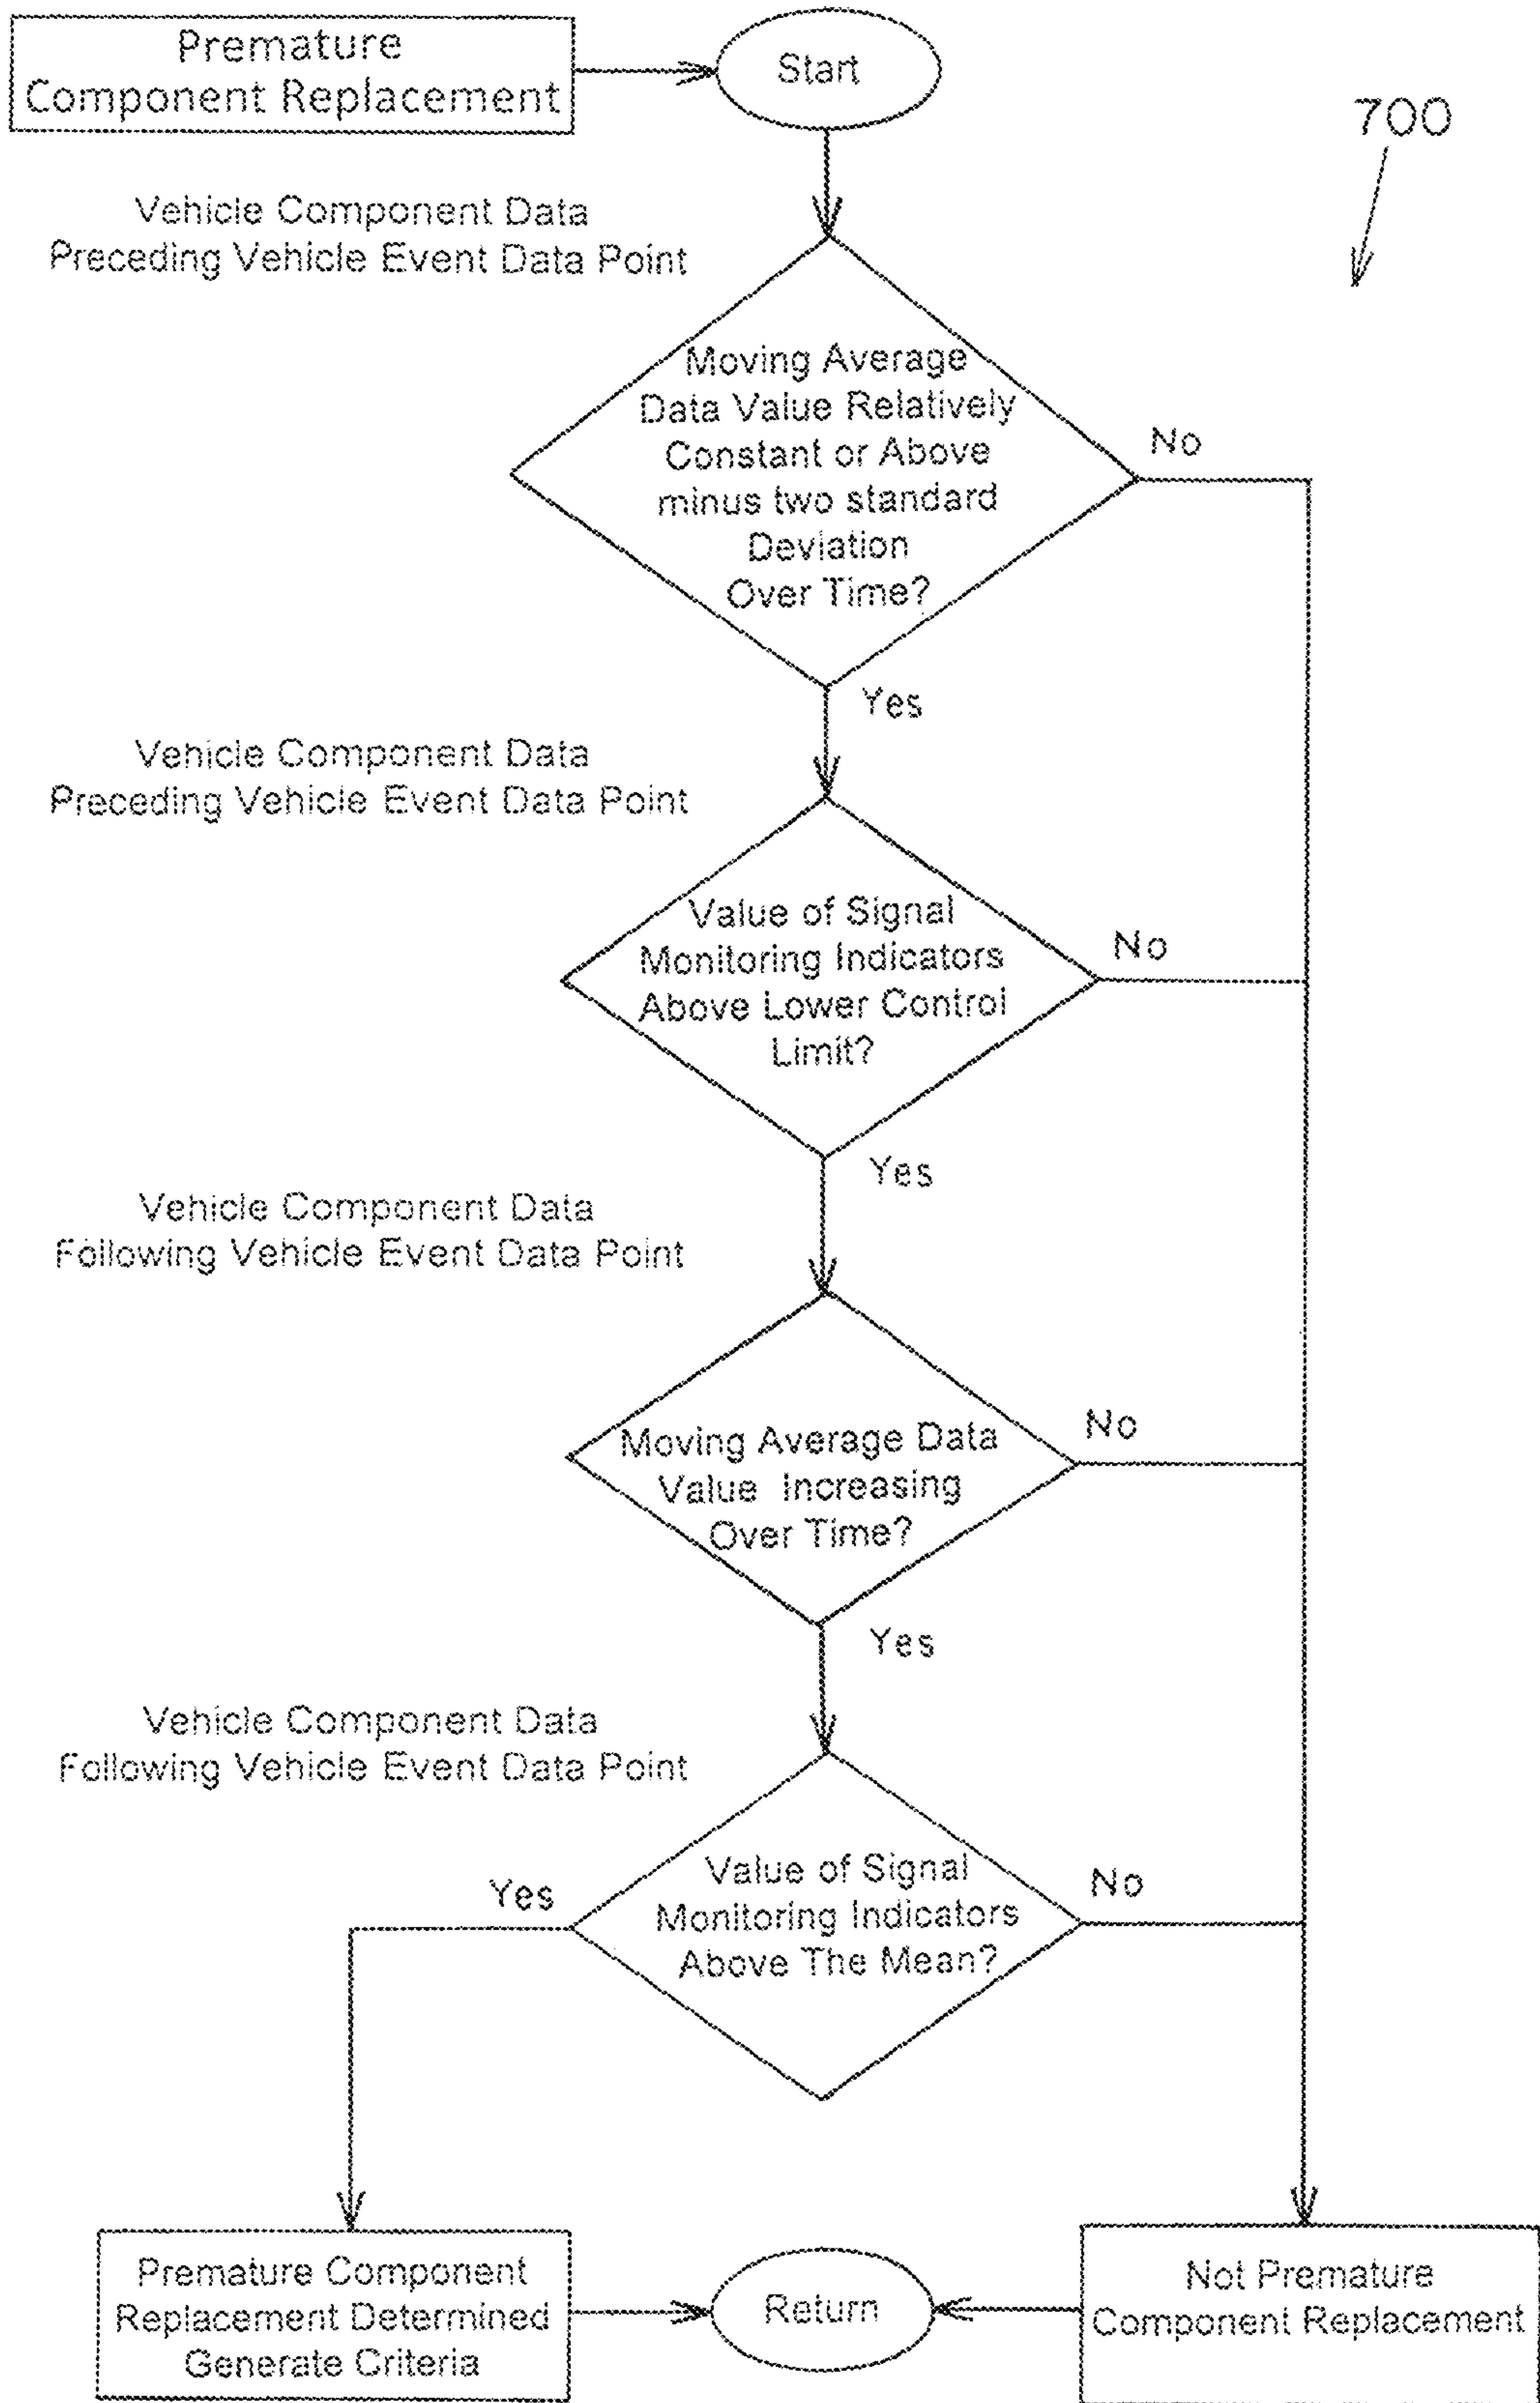 Premature
Component Replacement
Start
700
Vehicle Component Data
Preceding Vehicle Event Data Point
Moving Average
Data Value Relatively
Constant or Above
minus two standard
Deviation
Over Time?
No
Yes
Vehicle Component Data
Preceding Vehicle Event Data Point
Value of Signal
Monitoring Indicators
Above Lower Control
Limit?
No
Yes
Vehicle Component Data
Following Vehicle Event Data Point
Moving Average Data
Value Increasing
Over Time?
No
Yes
Vehicle Component Data
Following Vehicle Event Data Point
Value of Signal
Monitoring Indicators
Above The Mean?
Yes
No
Premature Component
Replacement Determined
Generate Criteria
Return
Not Premature
Component Replacement